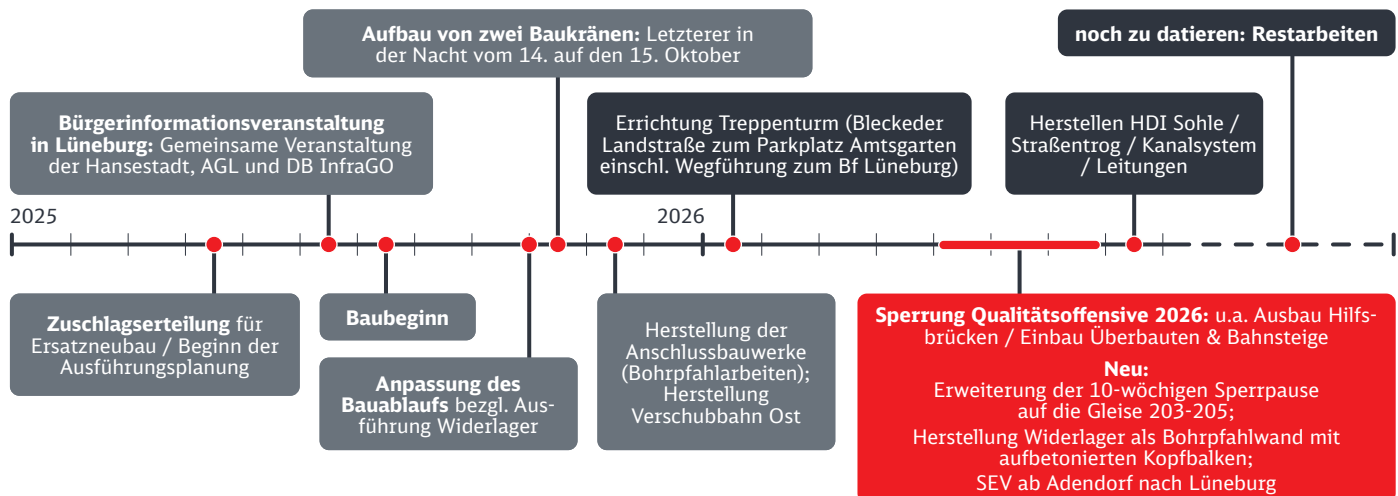 Aufbau von zwei Baukränen: Letzterer in
der Nacht vom 14. auf den 15. Oktober
noch zu datieren: Restarbeiten
Bürgerinformationsveranstaltung
in Lüneburg: Gemeinsame Veranstaltung
der Hansestadt, AGL und DB InfraGO
Errichtung Treppenturm (Bleckeder
Landstraße zum Parkplatz Amtsgarten
einschl. Wegführung zum Bf Lüneburg)
Herstellen HDI Sohle /
Straßentrog / Kanalsystem
/ Leitungen
2025
2026
Zuschlagserteilung für
Ersatzneubau / Beginn der
Ausführungsplanung
Baubeginn
Anpassung des
Bauablaufs bezgl. Aus-
führung Widerlager
Herstellung der
Anschlussbauwerke
(Bohrpfahlarbeiten);
Herstellung
Verschubbahn Ost
Sperrung Qualitätsoffensive 2026: u.a. Ausbau Hilfs-
brücken / Einbau Überbauten & Bahnsteige
Neu:
Erweiterung der 10-wöchigen Sperrpause
auf die Gleise 203-205;
Herstellung Widerlager als Bohrpfahlwand mit
aufbetonierten Kopfbalken;
SEV ab Adendorf nach Lüneburg